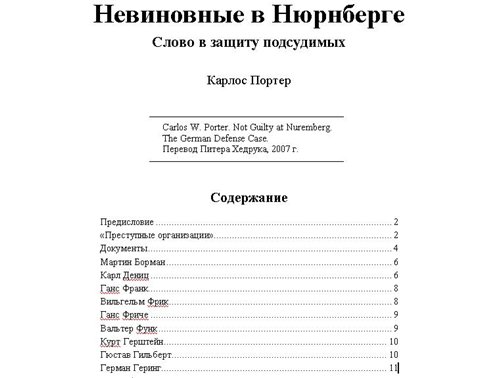 Невиновные в Нюрнберге
Слово в защиту подсудимых
Карлос Портер
Carlos W. Porter. Not Guilty at Nuremberg.
The German Defense Case.
Перевод Питера Хедрука, 2007 г.
Содержание
Предисловие ... 2
«Преступные организации» ... 2
Документы ... 4
Мартин Борман ... 6
Карл Дениц ... 6
Ганс Франк ... 8
Вильгельм Фрик ... 8
Ганс Фриче ... 9
Вальтер Функ ... 9
Курт Герштейн ... 10
Гюстав Гильберт ... 10
Герман Геринг ... 11